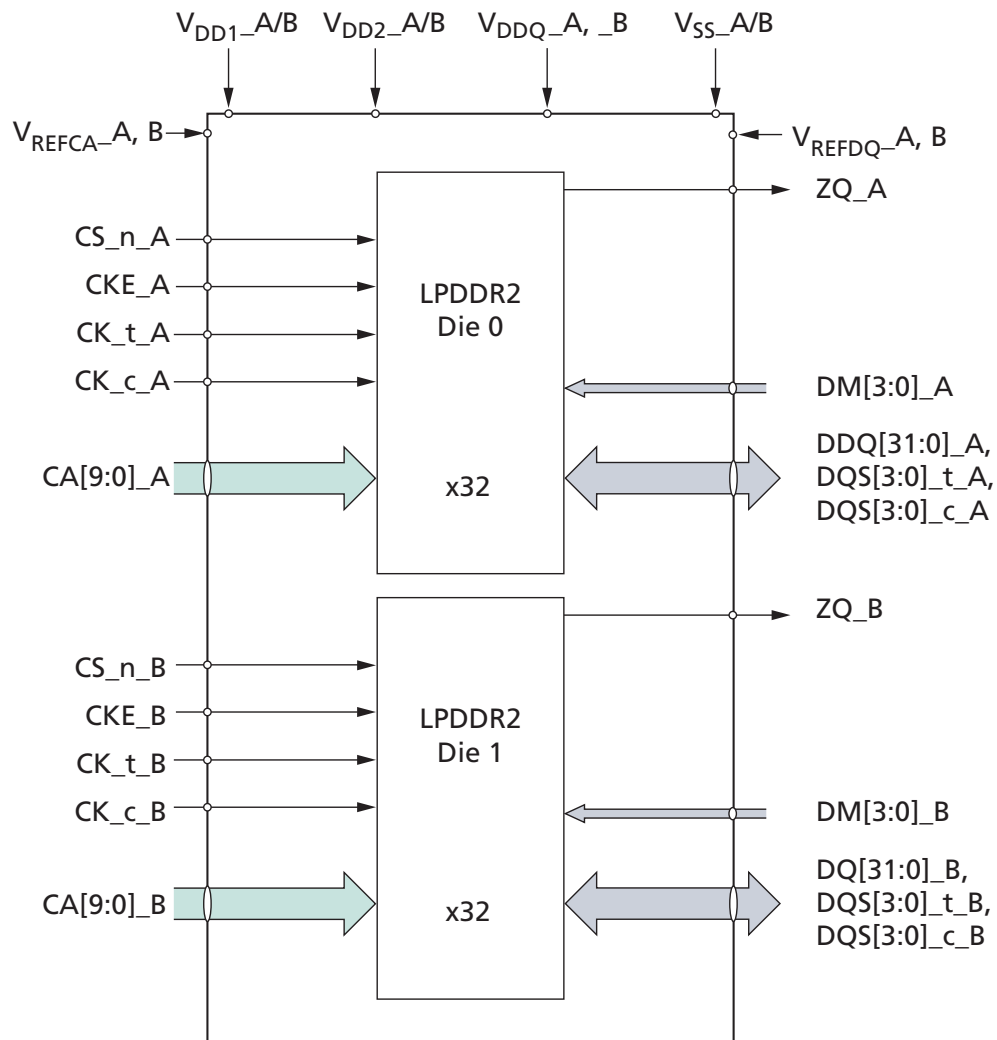 VDD1_A/B
VDD2_A/B
VDDQ_A, _B
VSS_A/B
VREFCA_A, B
VREFDQ_A, B
ZQ_A
CS_n_A
CKE_A
CK_t_A
CK_c_A
CA[9:0]_A
LPDDR2
Die 0
x32
DM[3:0]_A
DDQ[31:0]_A,
DQS[3:0]_t_A,
DQS[3:0]_c_A
ZQ_B
CS_n_B
CKE_B
CK_t_B
CK_c_B
CA[9:0]_B
LPDDR2
Die 1
x32
DM[3:0]_B
DQ[31:0]_B,
DQS[3:0]_t_B,
DQS[3:0]_c_B